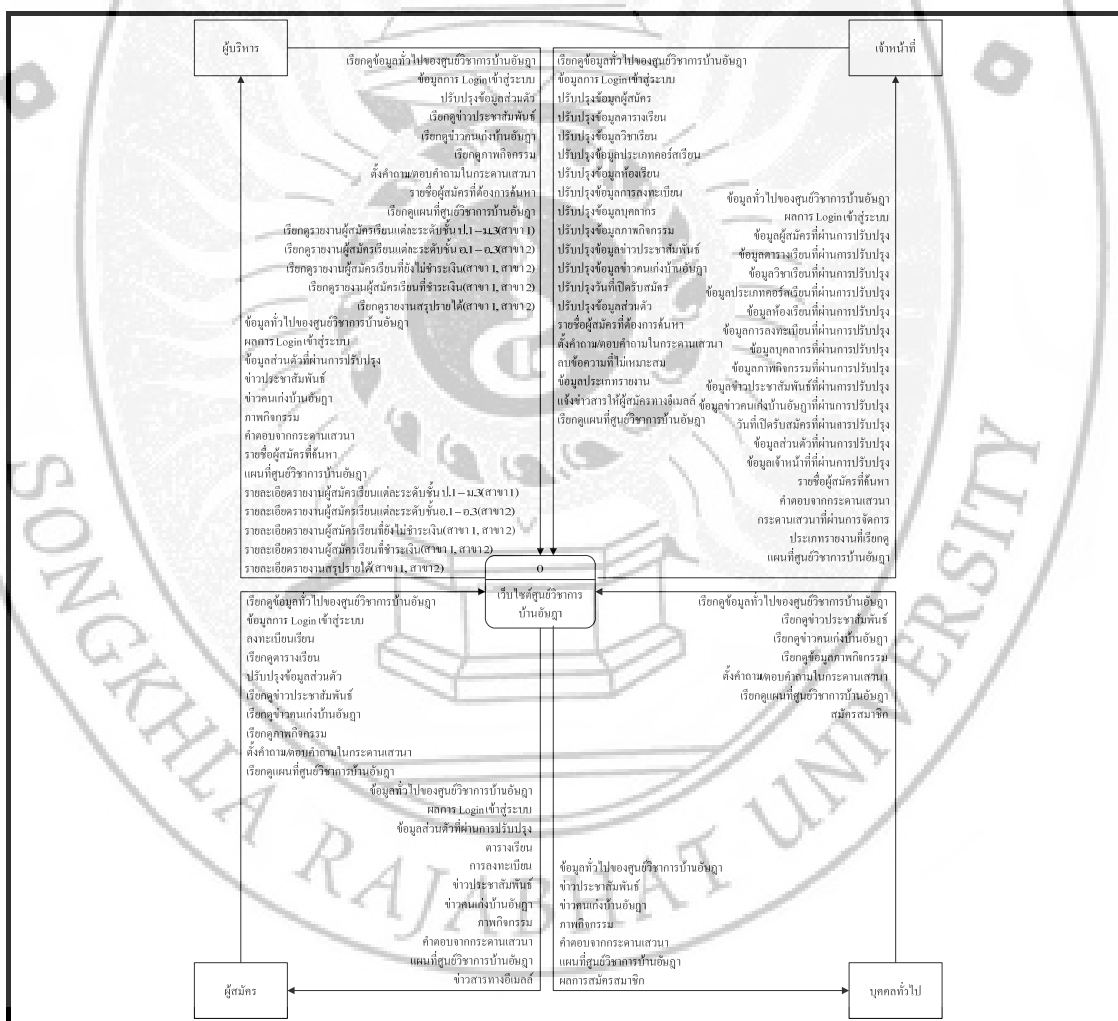 ผู้บริหาร
เรียกดูข้อมูลทั่วไปของศูนย์วิชาการบ้านอัษฎา
ข้อมูลการ Login เข้าสู่ระบบ
ปรับปรุงข้อมูลส่วนตัว
เรียกดูข่าวประชาสัมพันธ์
เรียกดูข่าวคนเก่งบ้านอัษฎา
เรียกดูภาพกิจกรรม
ตั้งคำถาม/ตอบคำถามในกระดานเสวนา
รายชื่อผู้สมัครที่ต้องการค้นหา
เรียกดูแผนที่ศูนย์วิชาการบ้านอัษฎา
เรียกดูรายงานผู้สมัครเรียนแต่ละระดับชั้น ป.1 – ม.3(สาขา 1)
เรียกดูรายงานผู้สมัครเรียนแต่ละระดับชั้น อ.1 – อ.3(สาขา 2)
เรียกดูรายงานผู้สมัครเรียนที่ยังไม่ชำระเงิน(สาขา 1, สาขา 2)
เรียกดูรายงานผู้สมัครเรียนที่ชำระเงิน(สาขา 1, สาขา 2)
เรียกดูรายงานสรุปรายได้(สาขา 1, สาขา 2)
ข้อมูลทั่วไปของศูนย์วิชาการบ้านอัษฎา
ผลการ Login เข้าสู่ระบบ
ข้อมูลส่วนตัวที่ผ่านการปรับปรุง
ข่าวประชาสัมพันธ์
ข่าวคนเก่งบ้านอัษฎา
ภาพกิจกรรม
คำตอบจากกระดานเสวนา
รายชื่อผู้สมัครที่ค้นหา
แผนที่ศูนย์วิชาการบ้านอัษฎา
รายละเอียดรายงานผู้สมัครเรียนแต่ละระดับชั้น ป.1 – ม.3(สาขา 1)
รายละเอียดรายงานผู้สมัครเรียนแต่ละระดับชั้นอ.1 – อ.3(สาขา 2)
รายละเอียดรายงานผู้สมัครเรียนที่ยังไม่ชำระเงิน(สาขา 1, สาขา 2)
รายละเอียดรายงานผู้สมัครเรียนที่ชำระเงิน(สาขา 1, สาขา 2)
รายละเอียดรายงานสรุปรายได้(สาขา 1, สาขา 2)
เจ้าหน้าที่
เรียกดูข้อมูลทั่วไปของศูนย์วิชาการบ้านอัษฎา
ข้อมูลการ Login เข้าสู่ระบบ
ปรับปรุงข้อมูลผู้สมัคร
ปรับปรุงข้อมูลตารางเรียน
ปรับปรุงข้อมูลวิชาเรียน
ปรับปรุงข้อมูลประเภทคอร์สเรียน
ปรับปรุงข้อมูลห้องเรียน
ปรับปรุงข้อมูลการลงทะเบียน
ปรับปรุงข้อมูลบุคลากร
ปรับปรุงข้อมูลภาพกิจกรรม
ปรับปรุงข้อมูลข่าวประชาสัมพันธ์
ปรับปรุงข้อมูลข่าวคนเก่งบ้านอัษฎา
ปรับปรุงวันที่เปิดรับสมัคร
ปรับปรุงข้อมูลส่วนตัว
รายชื่อผู้สมัครที่ต้องการค้นหา
ตั้งคำถาม/ตอบคำถามในกระดานเสวนา
ลบข้อความที่ไม่เหมาะสม
ข้อมูลประเภทรายงาน
แจ้งข่าวสารให้ผู้สมัครทางอีเมลล์
เรียกดูแผนที่ศูนย์วิชาการบ้านอัษฎา
ข้อมูลทั่วไปของศูนย์วิชาการบ้านอัษฎา
ผลการ Login เข้าสู่ระบบ
ข้อมูลผู้สมัครที่ผ่านการปรับปรุง
ข้อมูลตารางเรียนที่ผ่านการปรับปรุง
ข้อมูลวิชาเรียนที่ผ่านการปรับปรุง
ข้อมูลประเภทคอร์สเรียนที่ผ่านการปรับปรุง
ข้อมูลห้องเรียนที่ผ่านการปรับปรุง
ข้อมูลการลงทะเบียนที่ผ่านการปรับปรุง
ข้อมูลบุคลากรที่ผ่านการปรับปรุง
ข้อมูลภาพกิจกรรมที่ผ่านการปรับปรุง
ข้อมูลข่าวประชาสัมพันธ์ที่ผ่านการปรับปรุง
ข้อมูลข่าวคนเก่งบ้านอัษฎาที่ผ่านการปรับปรุง
วันที่เปิดรับสมัครที่ผ่านการปรับปรุง
ข้อมูลส่วนตัวที่ผ่านการปรับปรุง
ข้อมูลเจ้าหน้าที่ที่ผ่านการปรับปรุง
รายชื่อผู้สมัครที่ค้นหา
คำตอบจากกระดานเสวนา
กระดานเสวนาที่ผ่านการจัดการ
ประเภทรายงานที่เรียกดู
แผนที่ศูนย์วิชาการบ้านอัษฎา
0
เว็บไซต์ศูนย์วิชาการ
บ้านอัษฎา
เรียกดูข้อมูลทั่วไปของศูนย์วิชาการบ้านอัษฎา
ข้อมูลการ Login เข้าสู่ระบบ
ลงทะเบียนเรียน
เรียกดูตารางเรียน
ปรับปรุงข้อมูลส่วนตัว
เรียกดูข่าวประชาสัมพันธ์
เรียกดูข่าวคนเก่งบ้านอัษฎา
เรียกดูภาพกิจกรรม
ตั้งคำถาม/ตอบคำถามในกระดานเสวนา
เรียกดูแผนที่ศูนย์วิชาการบ้านอัษฎา
ข้อมูลทั่วไปของศูนย์วิชาการบ้านอัษฎา
ผลการ Login เข้าสู่ระบบ
ข้อมูลส่วนตัวที่ผ่านการปรับปรุง
ตารางเรียน
การลงทะเบียน
ข่าวประชาสัมพันธ์
ข่าวคนเก่งบ้านอัษฎา
ภาพกิจกรรม
คำตอบจากกระดานเสวนา
แผนที่ศูนย์วิชาการบ้านอัษฎา
ข่าวสารทางอีเมลล์
ผู้สมัคร
เรียกดูข้อมูลทั่วไปของศูนย์วิชาการบ้านอัษฎา
เรียกดูข่าวประชาสัมพันธ์
เรียกดูข่าวคนเก่งบ้านอัษฎา
เรียกดูข้อมูลภาพกิจกรรม
ตั้งคำถาม/ตอบคำถามในกระดานเสวนา
เรียกดูแผนที่ศูนย์วิชาการบ้านอัษฎา
สมัครสมาชิก
ข้อมูลทั่วไปของศูนย์วิชาการบ้านอัษฎา
ข่าวประชาสัมพันธ์
ข่าวคนเก่งบ้านอัษฎา
ภาพกิจกรรม
คำตอบจากกระดานเสวนา
แผนที่ศูนย์วิชาการบ้านอัษฎา
ผลการสมัครสมาชิก
บุคคลทั่วไป
SONGKHLA RAJABHAT UNIVERSITY